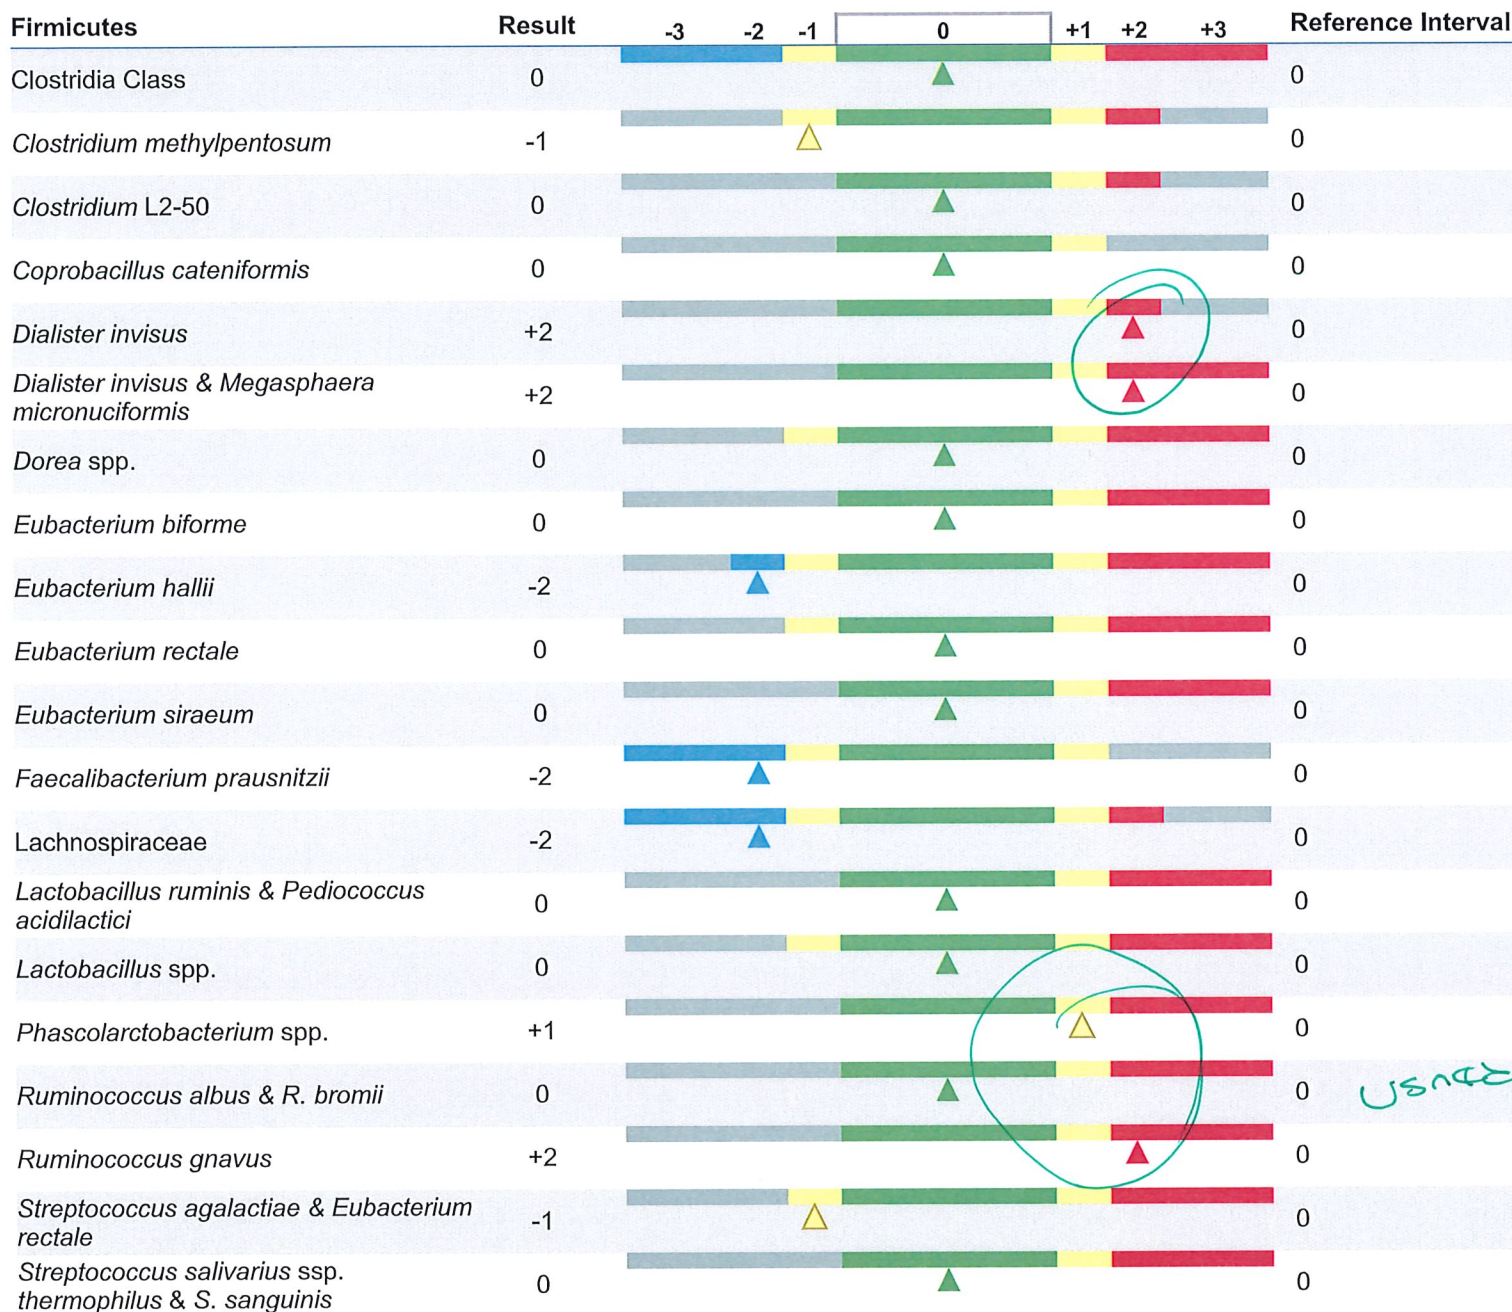 Firmicutes Result -3 -2 -1 0 +1 +2 +3 Reference Interval
Clostridia Class 0 0
Clostridium methylpentosum -1 0
Clostridium L2-50 0 0
Coprobacillus cateniformis 0 0
Dialister invisus +2 0
Dialister invisus & Megasphaera
micronuciformis +2 0
Dorea spp. 0 0
Eubacterium biforme 0 0
Eubacterium hallii -2 0
Eubacterium rectale 0 0
Eubacterium siraeum 0 0
Faecalibacterium prausnitzii -2 0
Lachnospiraceae -2 0
Lactobacillus ruminis & Pediococcus
acidilactici 0 0
Lactobacillus spp. 0 0
Phascolarctobacterium spp. +1 0
Ruminococcus albus & R. bromii 0 0
Ruminococcus gnavus +2 0
Streptococcus agalactiae & Eubacterium
rectale -1 0
Streptococcus salivarius ssp.
thermophilus & S. sanguinis 0 0